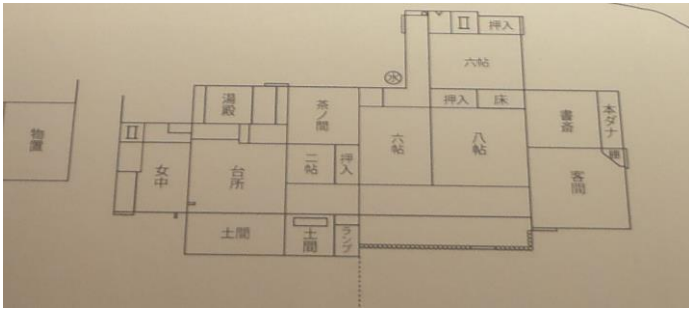 押入
六帖
水
押入
床
湯殿
茶ノ間
六帖
八帖
書斎
本ダナ
棚
物置
女中
台所
二帖
押入
客間
土間
土間
ランプ